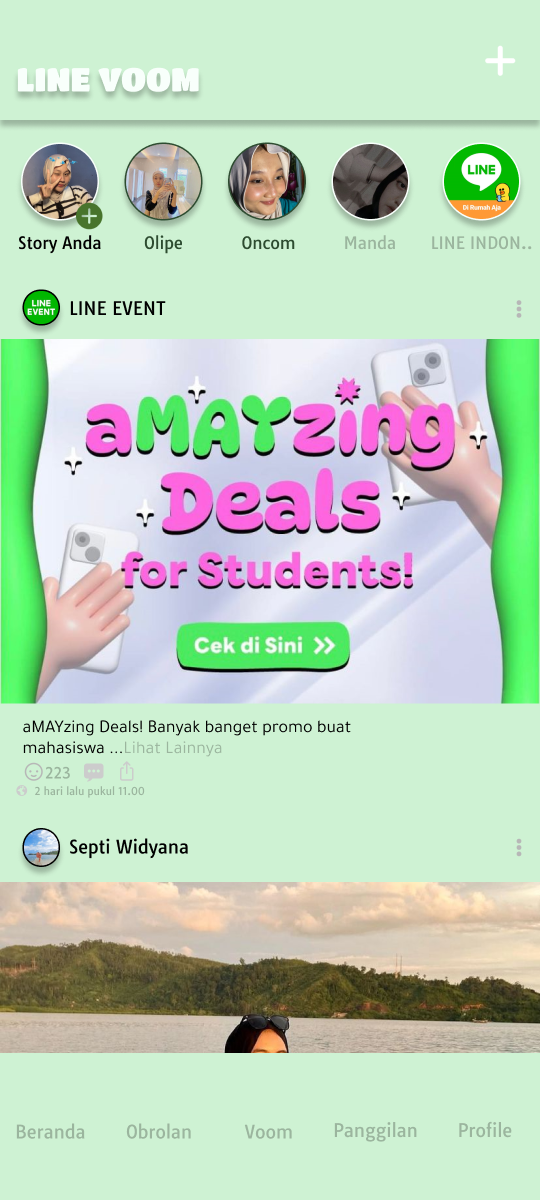 LINE VOOM
LINE
Di Rumah Aja
Story Anda
Olipe
Oncom
Manda
LINE INDON..
LINE EVENT
LINE EVENT
aMAYzing
Deals
for Students!
Cek di Sini
aMAYzing Deals! Banyak banget promo buat
mahasiswa ...Lihat Lainnya
223
2 hari lalu pukul 11.00
Septi Widyana
Beranda
Obrolan
Voom
Panggilan
Profile